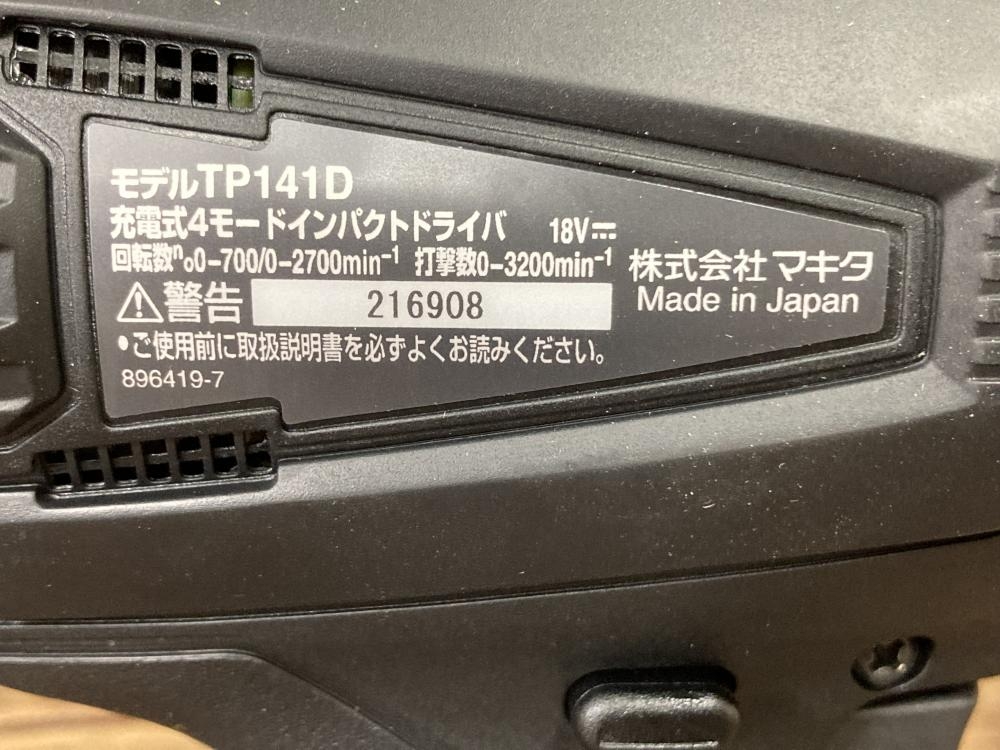 モデルTP141D
充電式4モードインパクトドライバ 18V⎓
回転数n₀0-700/0-2700min⁻¹ 打撃数0-3200min⁻¹
⚠警告 216908
•ご使用前に取扱説明書を必ずよくお読みください。
896419-7
株式会社マキタ
Made in Japan